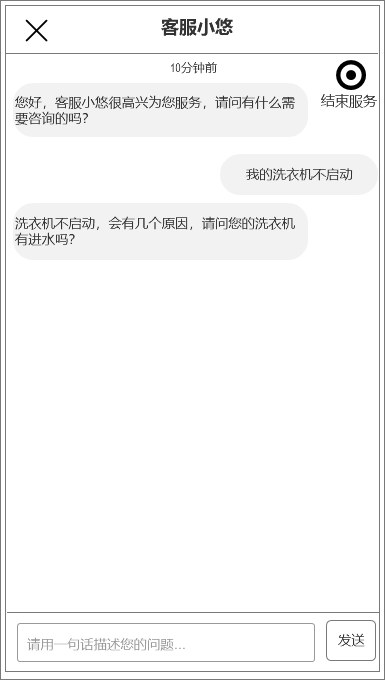 客服小悠
10分钟前
结束服务
您好，客服小悠很高兴为您服务，请问有什么需
要咨询的吗？
我的洗衣机不启动
洗衣机不启动，会有几个原因，请问您的洗衣机
有进水吗？
请用一句话描述您的问题...
发送